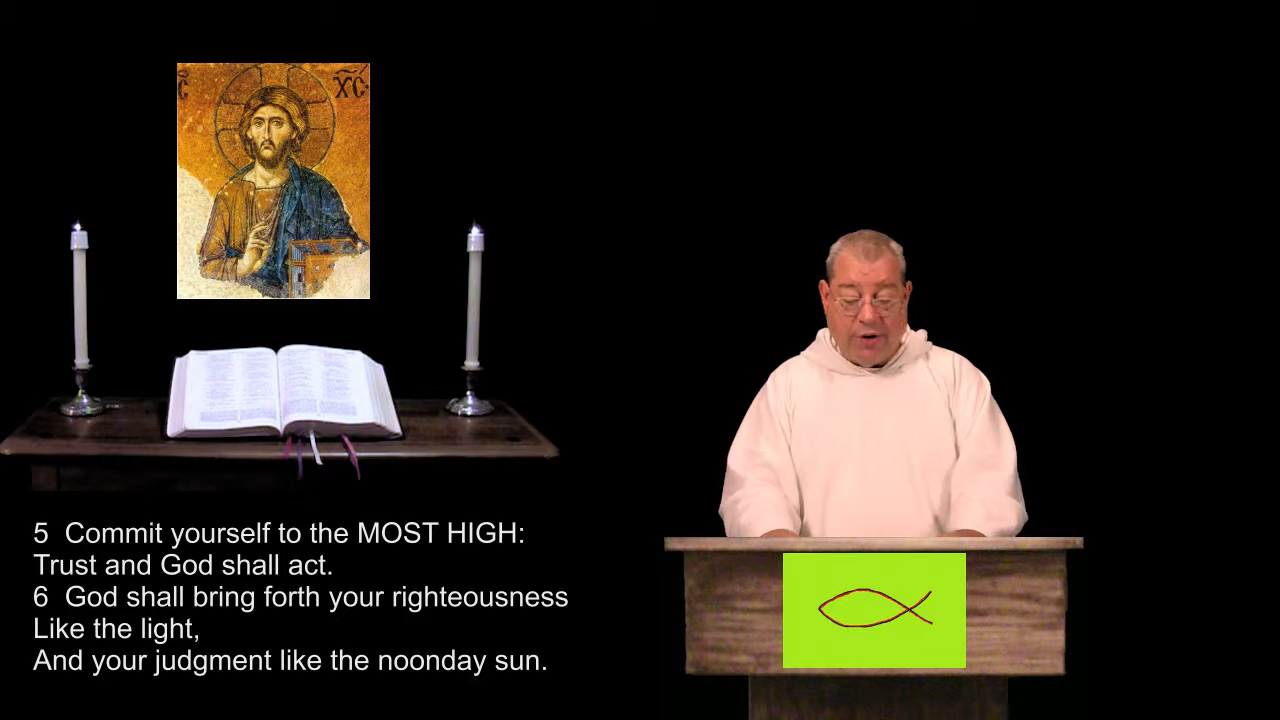 ΧC
5 Commit yourself to the MOST HIGH:
Trust and God shall act.
6 God shall bring forth your righteousness
Like the light,
And your judgment like the noonday sun.